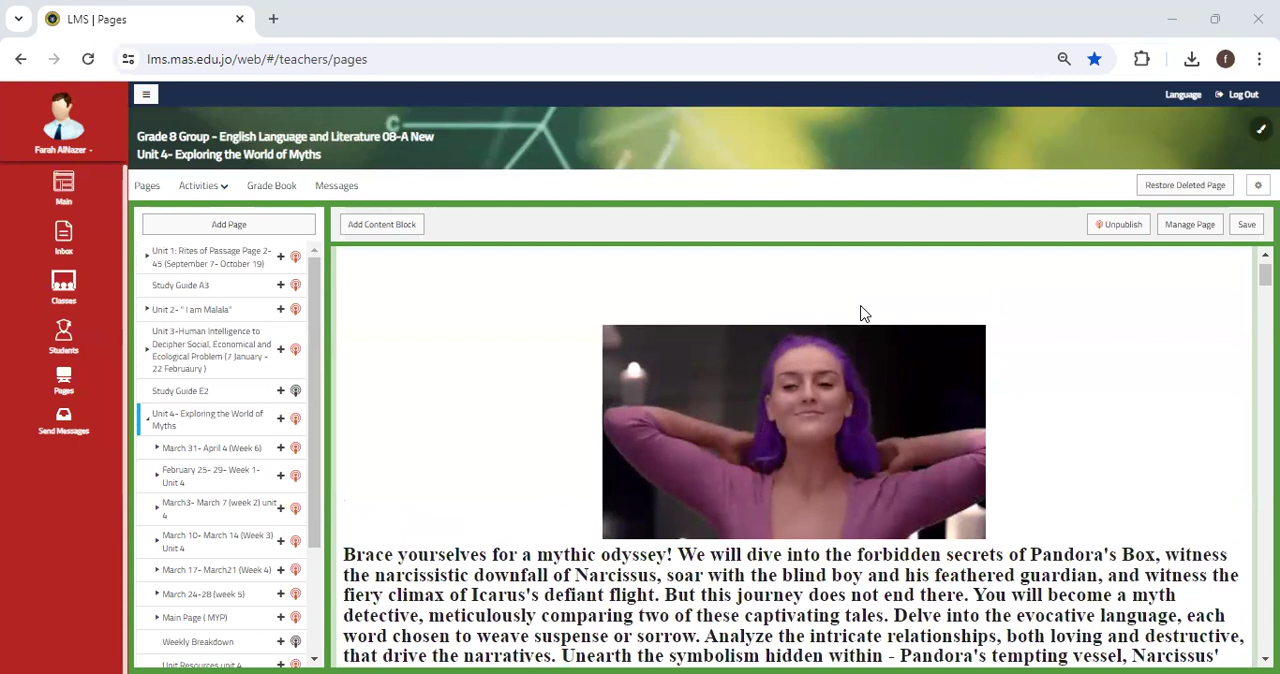 LMS | Pages
lms.mas.edu.jo/web/#/teachers/pages
f
Language
Log Out
Farah AlNazer
Grade 8 Group - English Language and Literature 08-A New
Unit 4- Exploring the World of Myths
Pages
Activities
Grade Book
Messages
Restore Deleted Page
Main
Inbox
Classes
Students
Pages
Send Messages
Add Page
Add Content Block
Unpublish
Manage Page
Save
Unit 1: Rites of Passage Page 2-
45 (September 7- October 19)
Study Guide A3
Unit 2- " I am Malala"
Unit 3-Human Intelligence to
Decipher Social, Economical and
Ecological Problem (7 January -
22 Februaury )
Study Guide E2
Unit 4- Exploring the World of
Myths
March 31- April 4 (Week 6)
February 25- 29- Week 1-
Unit 4
March3- March 7 (week 2) unit
4
March 10- March 14 (Week 3)
Unit 4
March 17- March21 (Week 4)
March 24-28 (week 5)
Main Page ( MYP)
Weekly Breakdown
Unit Resources unit 4
Brace yourselves for a mythic odyssey! We will dive into the forbidden secrets of Pandora's Box, witness
the narcissistic downfall of Narcissus, soar with the blind boy and his feathered guardian, and witness the
fiery climax of Icarus's defiant flight. But this journey does not end there. You will become a myth
detective, meticulously comparing two of these captivating tales. Delve into the evocative language, each
word chosen to weave suspense or sorrow. Analyze the intricate relationships, both loving and destructive,
that drive the narratives. Unearth the symbolism hidden within - Pandora's tempting vessel, Narcissus'